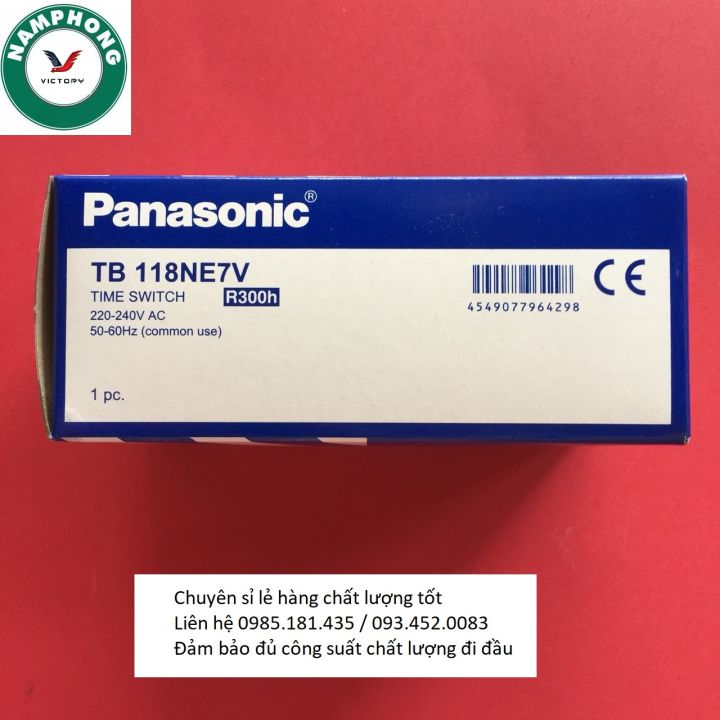 NAMPHONG
VICTORY
Panasonic®
TB 118NE7V
TIME SWITCH R300h
220-240V AC
50-60Hz (common use)
1 pc.
4549077964298
CE
Chuyên sỉ lẻ hàng chất lượng tốt
Liên hệ 0985.181.435 / 093.452.0083
Đảm bảo đủ công suất chất lượng đi đầu